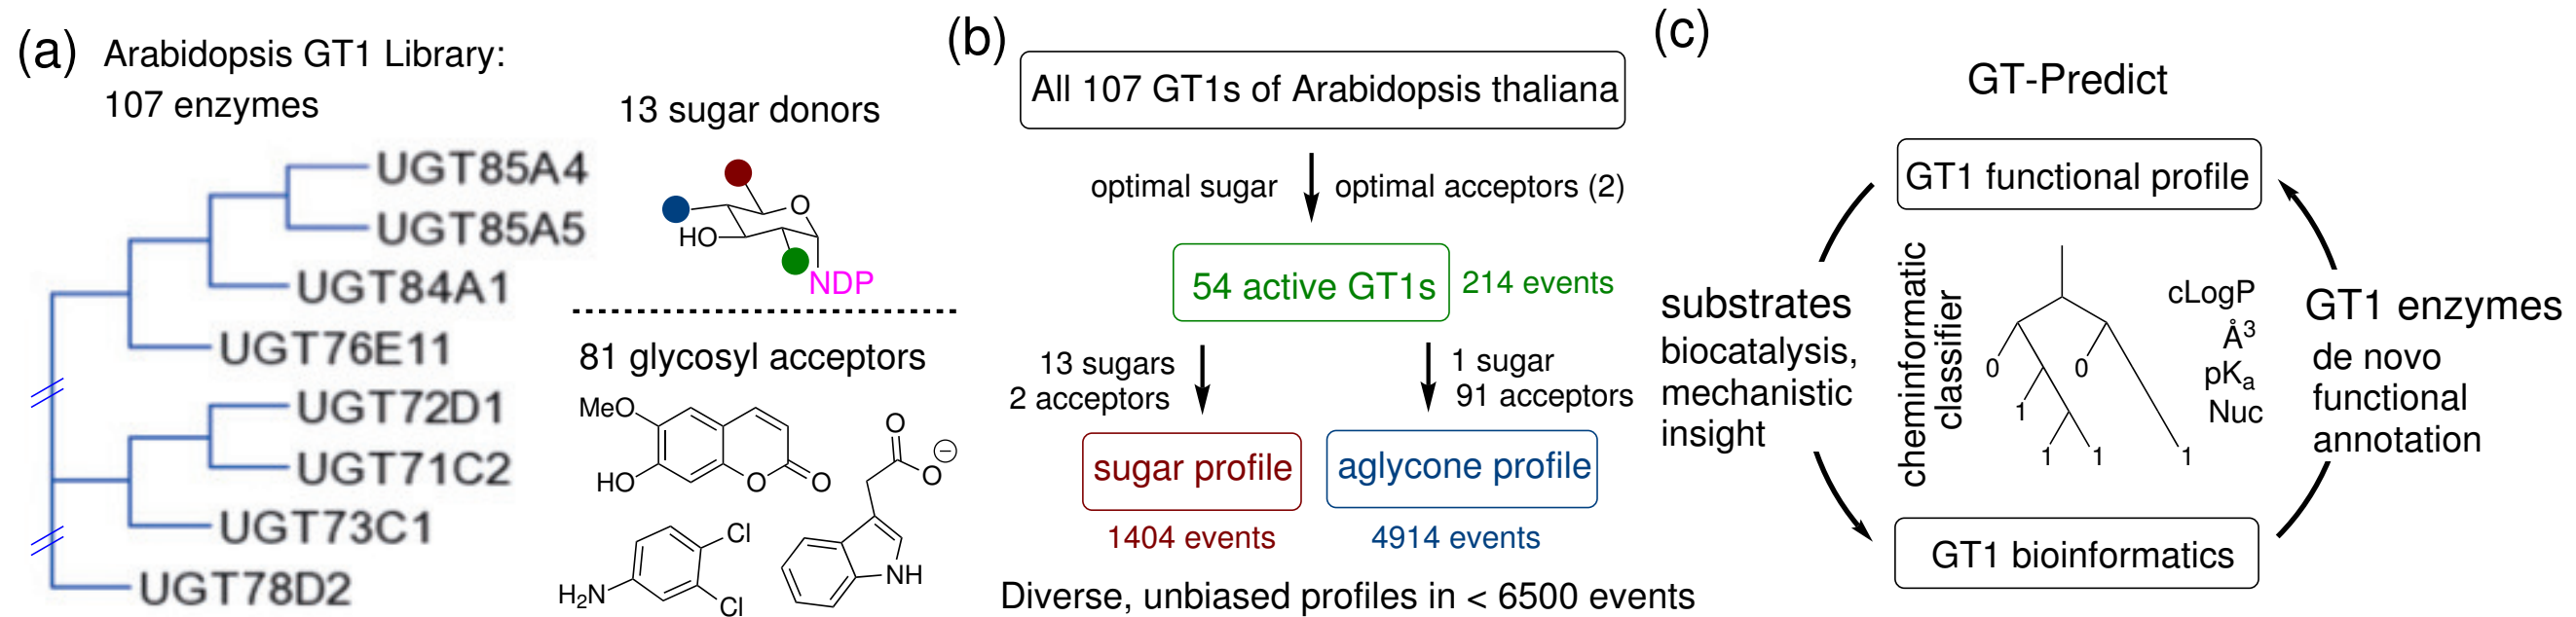 (a)
Arabidopsis GT1 Library:
107 enzymes
UGT85A4
UGT85A5
UGT84A1
UGT76E11
UGT72D1
UGT71C2
UGT73C1
UGT78D2
13 sugar donors
O
HO
NDP
81 glycosyl acceptors
MeO
HO
O
O
O
O
NH
Cl
Cl
H₂N
(b)
All 107 GT1s of Arabidopsis thaliana
optimal sugar
optimal acceptors (2)
54 active GT1s
214 events
13 sugars
2 acceptors
1 sugar
91 acceptors
sugar profile
aglycone profile
1404 events
4914 events
Diverse, unbiased profiles in < 6500 events
(c)
GT-Predict
GT1 functional profile
substrates
biocatalysis,
mechanistic
insight
cheminformatic
classifier
0
1
1
1
0
1
cLogP
Å³
pKₐ
Nuc
GT1 enzymes
de novo
functional
annotation
GT1 bioinformatics